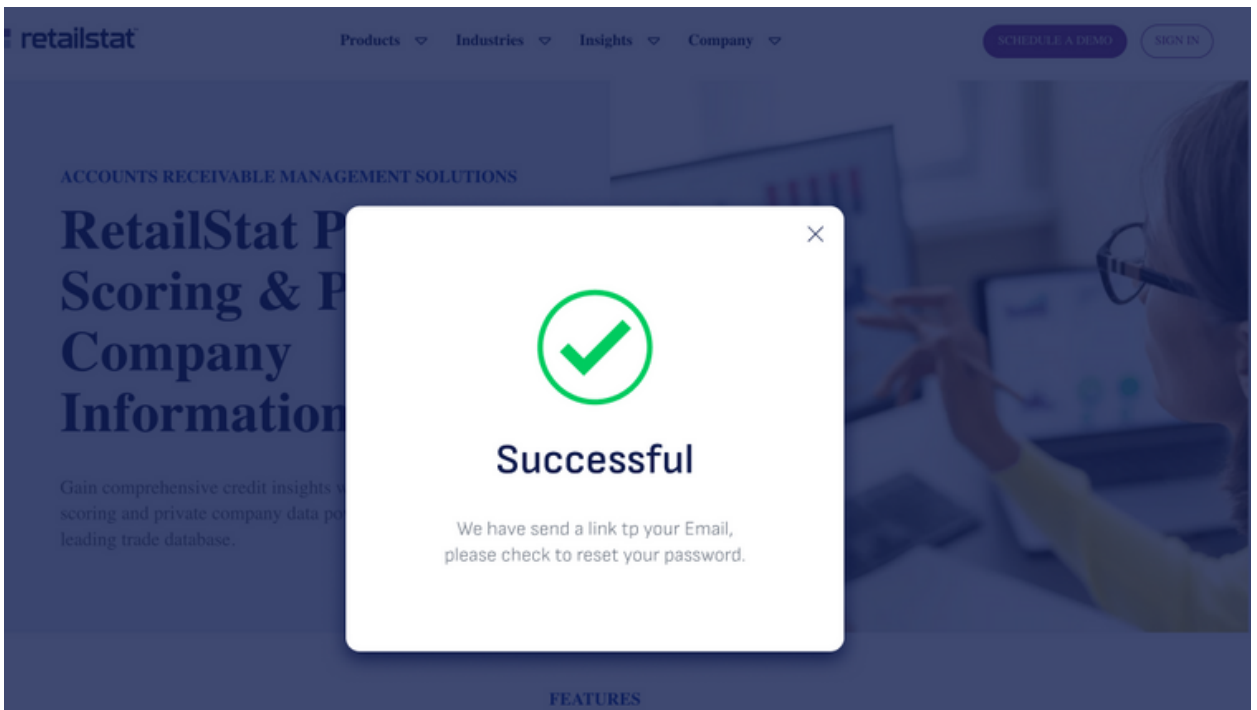 retailstat
Products Industries Insights Company SCHEDULE A DEMO SIGN IN
ACCOUNTS RECEIVABLE MANAGEMENT SOLUTIONS
RetailStat P
Scoring & P
Company
Information
Gain comprehensive credit insights
scoring and private company data po
leading trade database.
Successful
We have send a link tp your Email,
please check to reset your password.
FEATURES